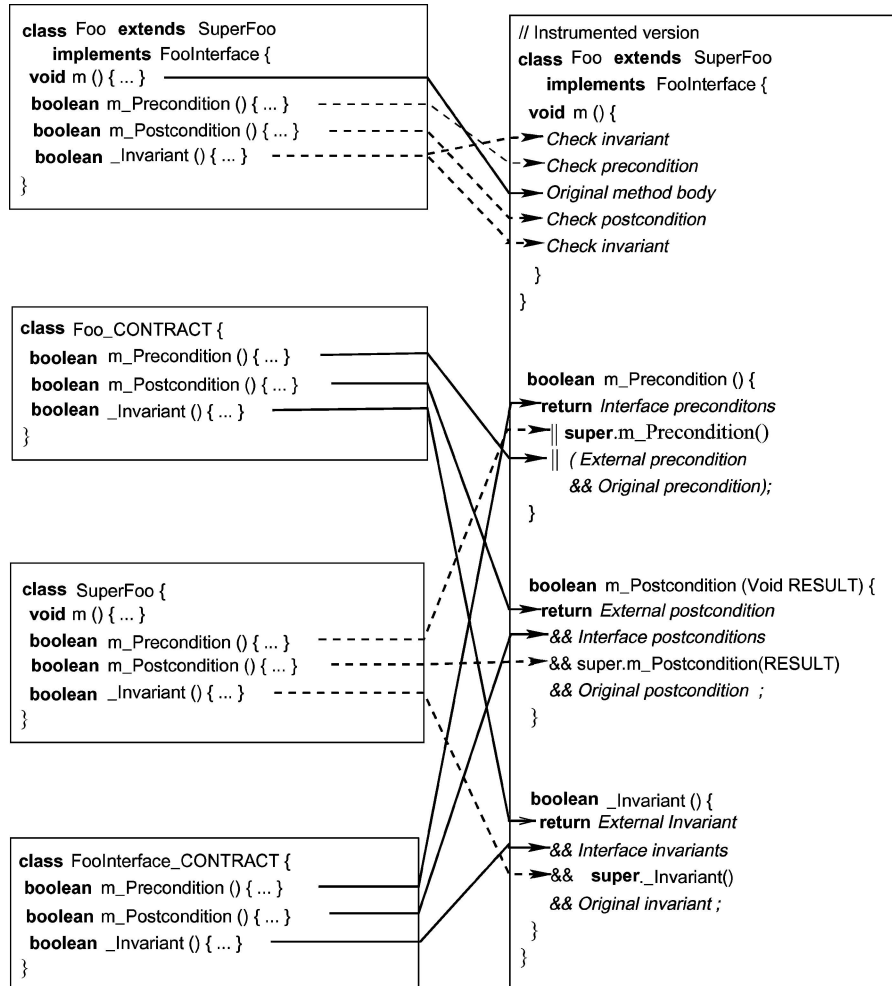 class Foo extends SuperFoo
implements FooInterface {
void m () { ... }
boolean m_Precondition () { ... }
boolean m_Postcondition () { ... }
boolean _Invariant () { ... }
}
class Foo_CONTRACT {
boolean m_Precondition () { ... }
boolean m_Postcondition () { ... }
boolean _Invariant () { ... }
}
class SuperFoo {
void m () { ... }
boolean m_Precondition () { ... }
boolean m_Postcondition () { ... }
boolean _Invariant () { ... }
}
class FooInterface_CONTRACT {
boolean m_Precondition () { ... }
boolean m_Postcondition () { ... }
boolean _Invariant () { ... }
}
// Instrumented version
class Foo extends SuperFoo
implements FooInterface {
void m () {
Check invariant
Check precondition
Original method body
Check postcondition
Check invariant
}
}
boolean m_Precondition () {
return Interface preconditons
|| super.m_Precondition()
|| ( External precondition
&& Original precondition);
}
boolean m_Postcondition (Void RESULT) {
return External postcondition
&& Interface postconditions
&& super.m_Postcondition(RESULT)
&& Original postcondition ;
}
boolean _Invariant () {
return External Invariant
&& Interface invariants
&& super._Invariant()
&& Original invariant ;
}
}